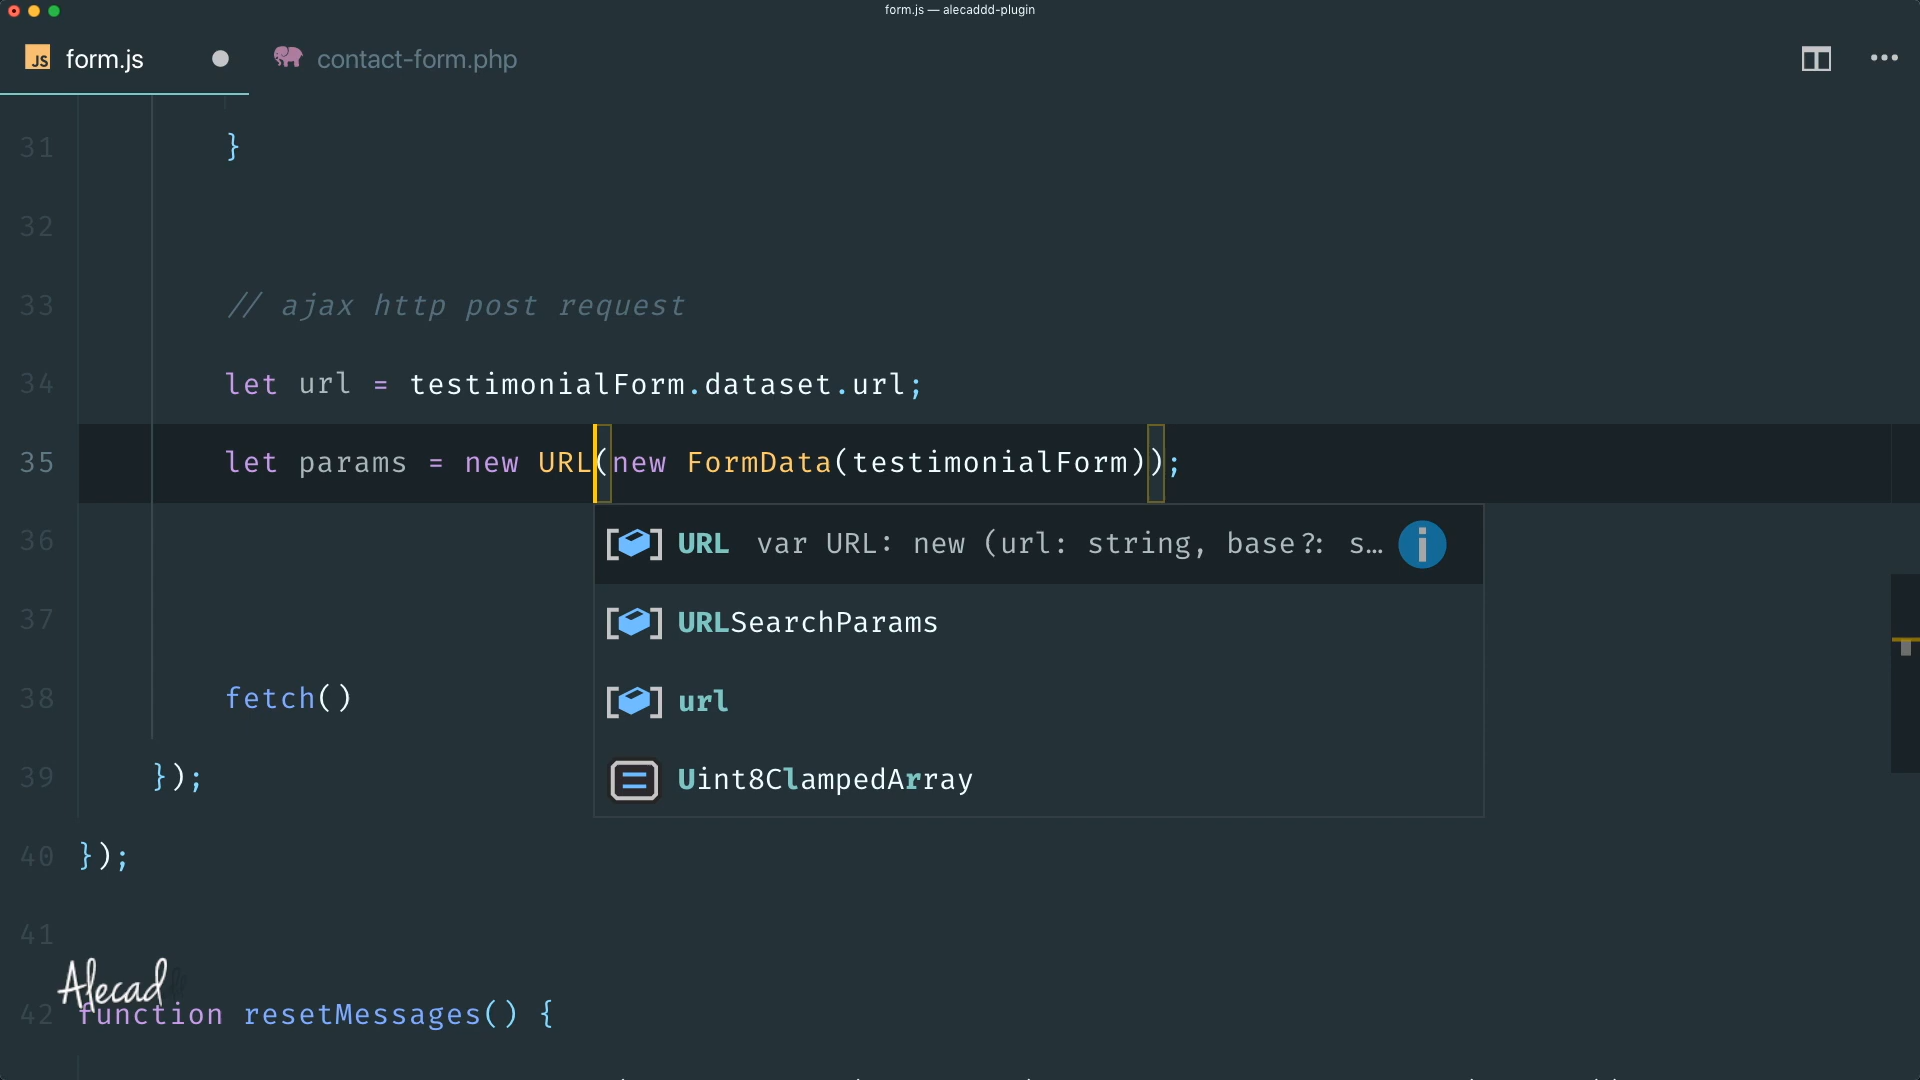 form.js — alecaddd-plugin
JS form.js
contact-form.php
31 }
32
33 // ajax http post request
34 let url = testimonialForm.dataset.url;
35 let params = new URL(new FormData(testimonialForm));
36
URL var URL: new (url: string, base?: s…
37
URLSearchParams
38 fetch()
url
39 });
Uint8ClampedArray
40 });
41
Alecad
42 function resetMessages() {